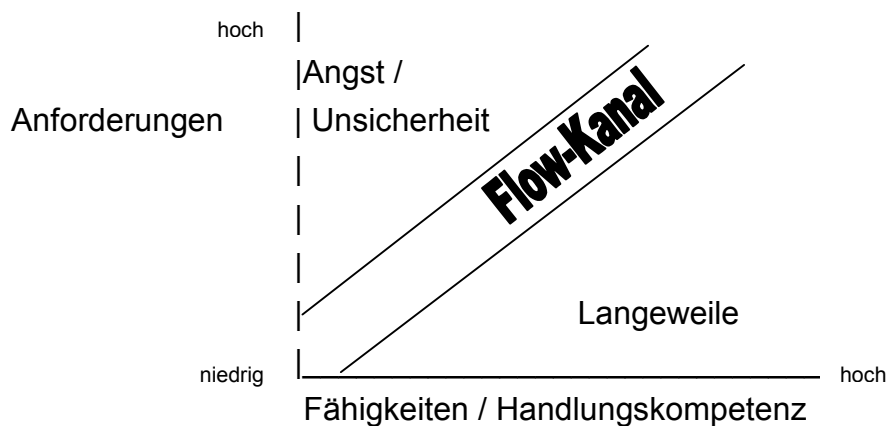 hoch
Angst /
Anforderungen Unsicherheit
Flow-Kanal
Langeweile
niedrig hoch
Fähigkeiten / Handlungskompetenz